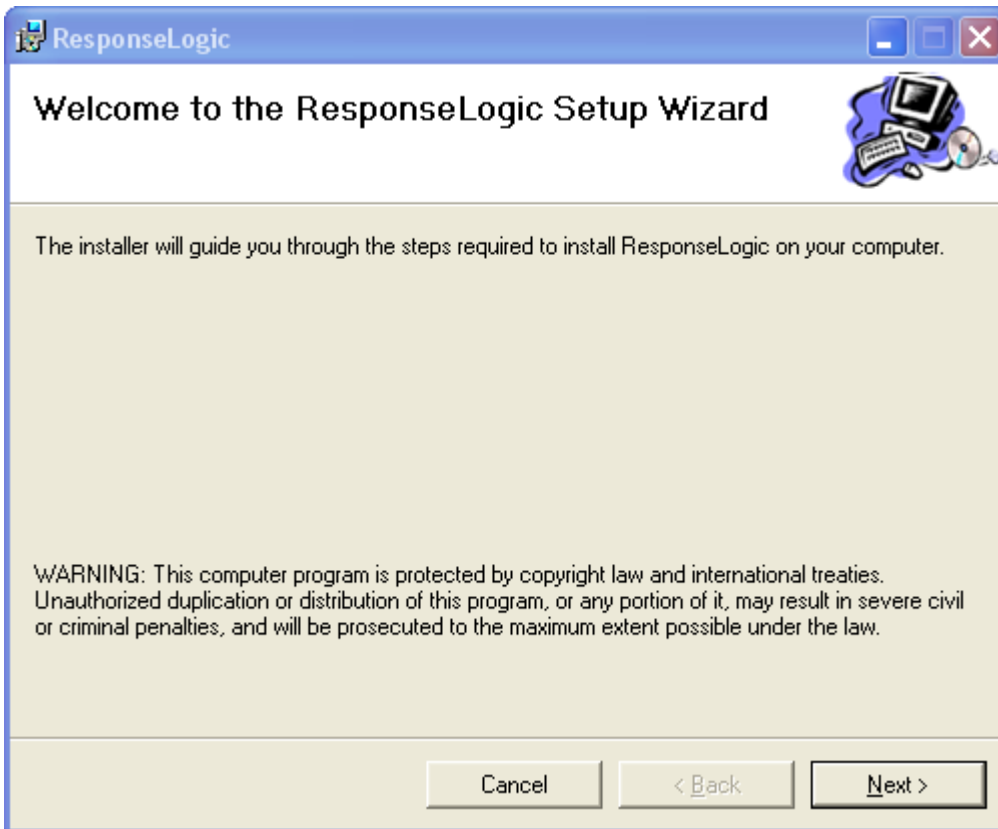 ResponseLogic
Welcome to the ResponseLogic Setup Wizard
The installer will guide you through the steps required to install ResponseLogic on your computer.
WARNING: This computer program is protected by copyright law and international treaties.
Unauthorized duplication or distribution of this program, or any portion of it, may result in severe civil
or criminal penalties, and will be prosecuted to the maximum extent possible under the law.
Cancel < Back Next >